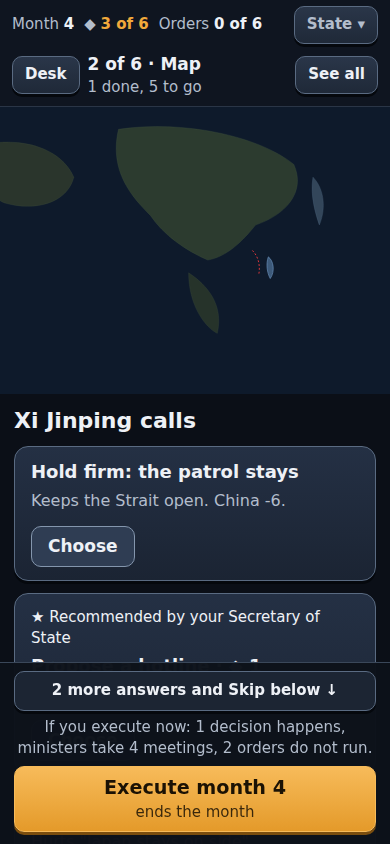 Month 4 ◆ 3 of 6 Orders 0 of 6
State ▾
Desk
2 of 6 · Map
1 done, 5 to go
See all
Xi Jinping calls
Hold firm: the patrol stays
Keeps the Strait open. China -6.
Choose
★ Recommended by your Secretary of
State
2 more answers and Skip below ↓
If you execute now: 1 decision happens,
ministers take 4 meetings, 2 orders do not run.
Execute month 4
ends the month